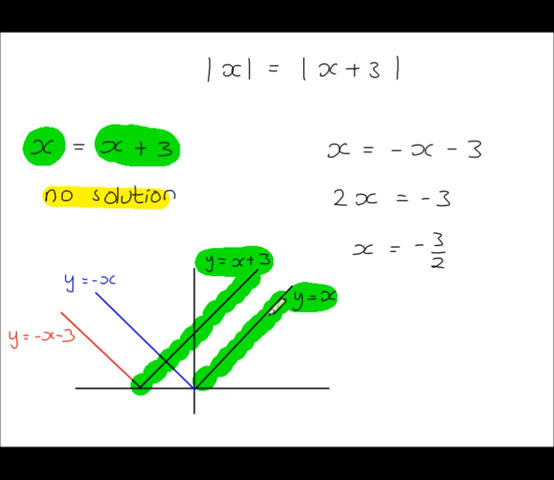 |x| = |x + 3|
x = x + 3
no solution
x = -x - 3
2x = -3
x = -3/2
y = x + 3
y = -x
y = x
y = -x - 3